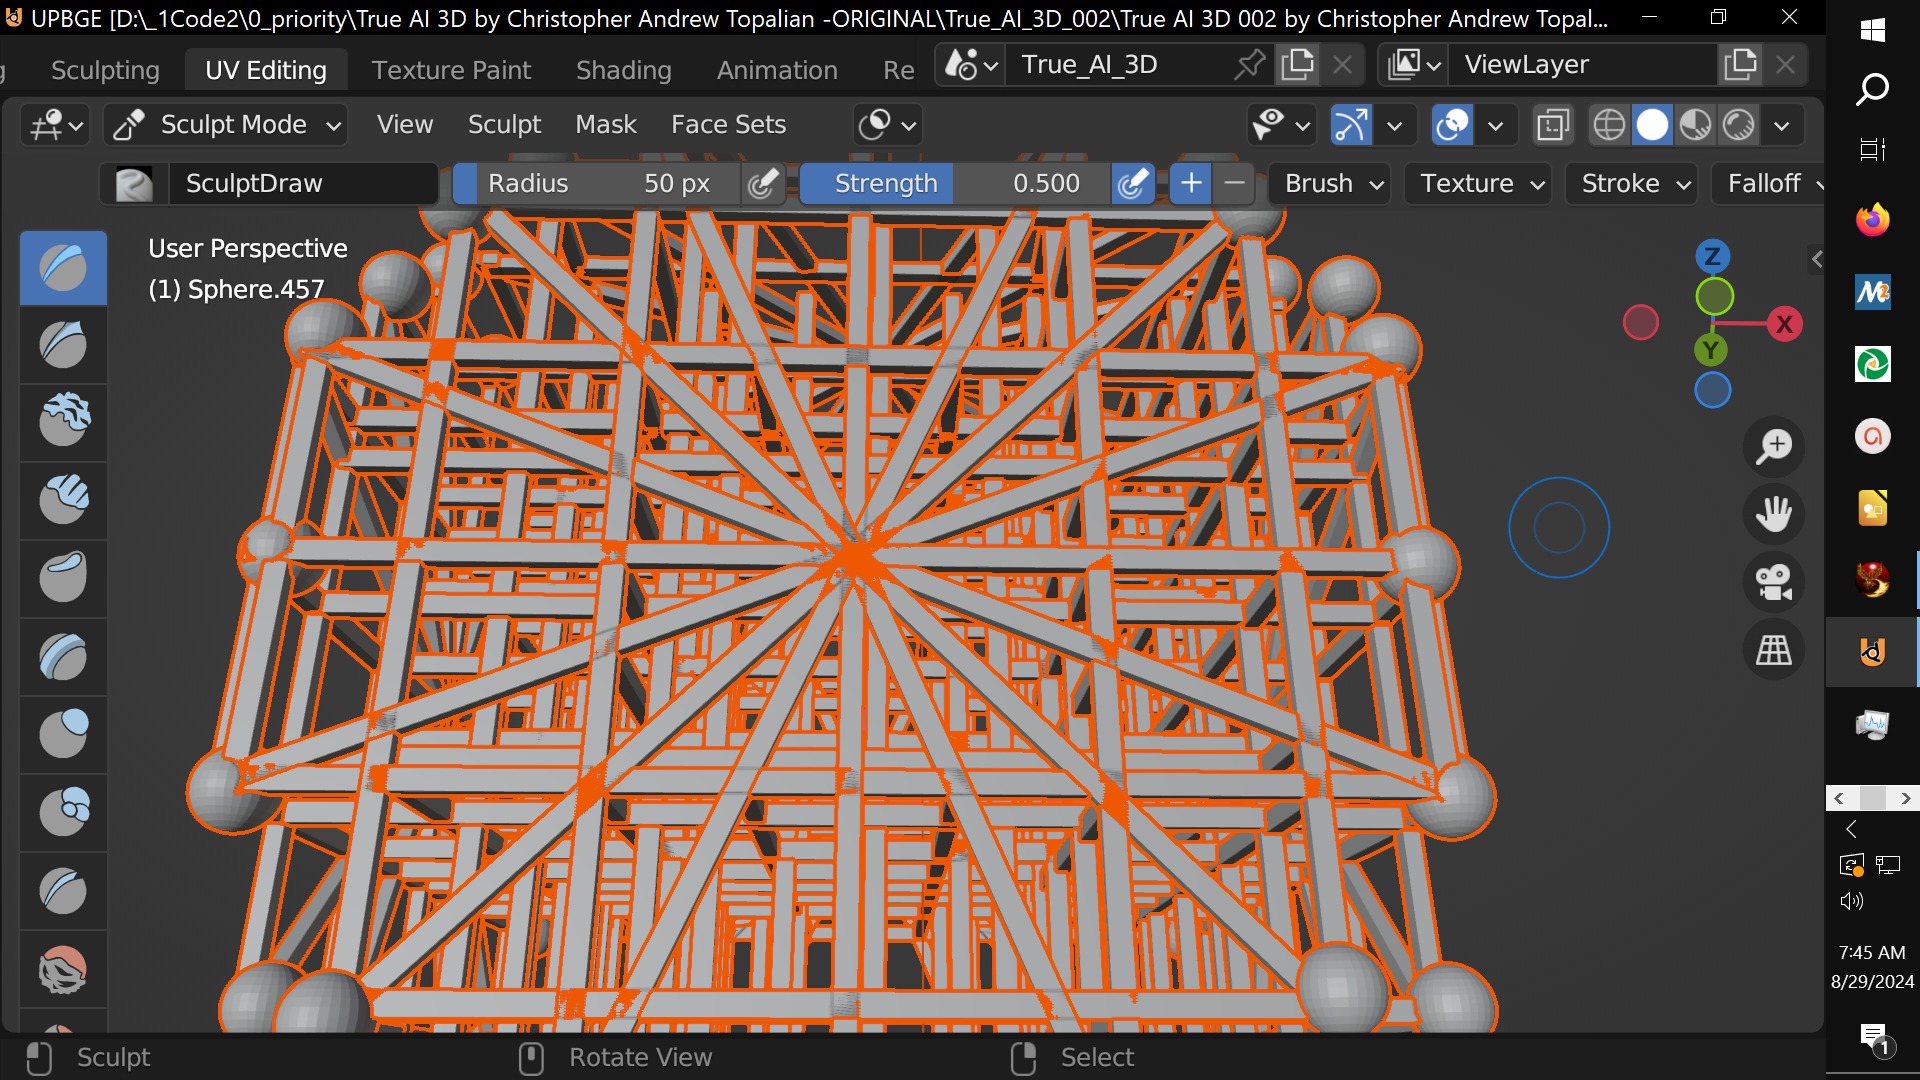 UPBGE [D:\_1Code2\0_priority\True AI 3D by Christopher Andrew Topalian -ORIGINAL\True_AI_3D_002\True AI 3D 002 by Christopher Andrew Topal...
Sculpting UV Editing Texture Paint Shading Animation Re True_AI_3D ViewLayer
Sculpt Mode View Sculpt Mask Face Sets
SculptDraw Radius 50 px Strength 0.500 + − Brush Texture Stroke Falloff
User Perspective
(1) Sphere.457
Z
X
Y
7:45 AM
8/29/2024
1
Sculpt Rotate View Select